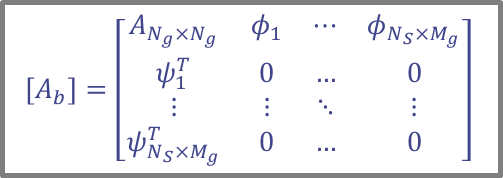 [A_b] = [ A_{N_g×N_g} ϕ_1 ⋯ ϕ_{N_S×M_g}
ψ_1^T 0 … 0
⋮ ⋮ ⋱ ⋮
ψ_{N_S×M_g}^T 0 … 0 ]